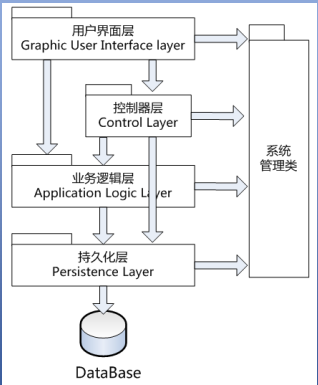 用户界面层
Graphic User Interface layer
控制器层
Control Layer
系统
管理类
业务逻辑层
Application Logic Layer
持久化层
Persistence Layer
DataBase